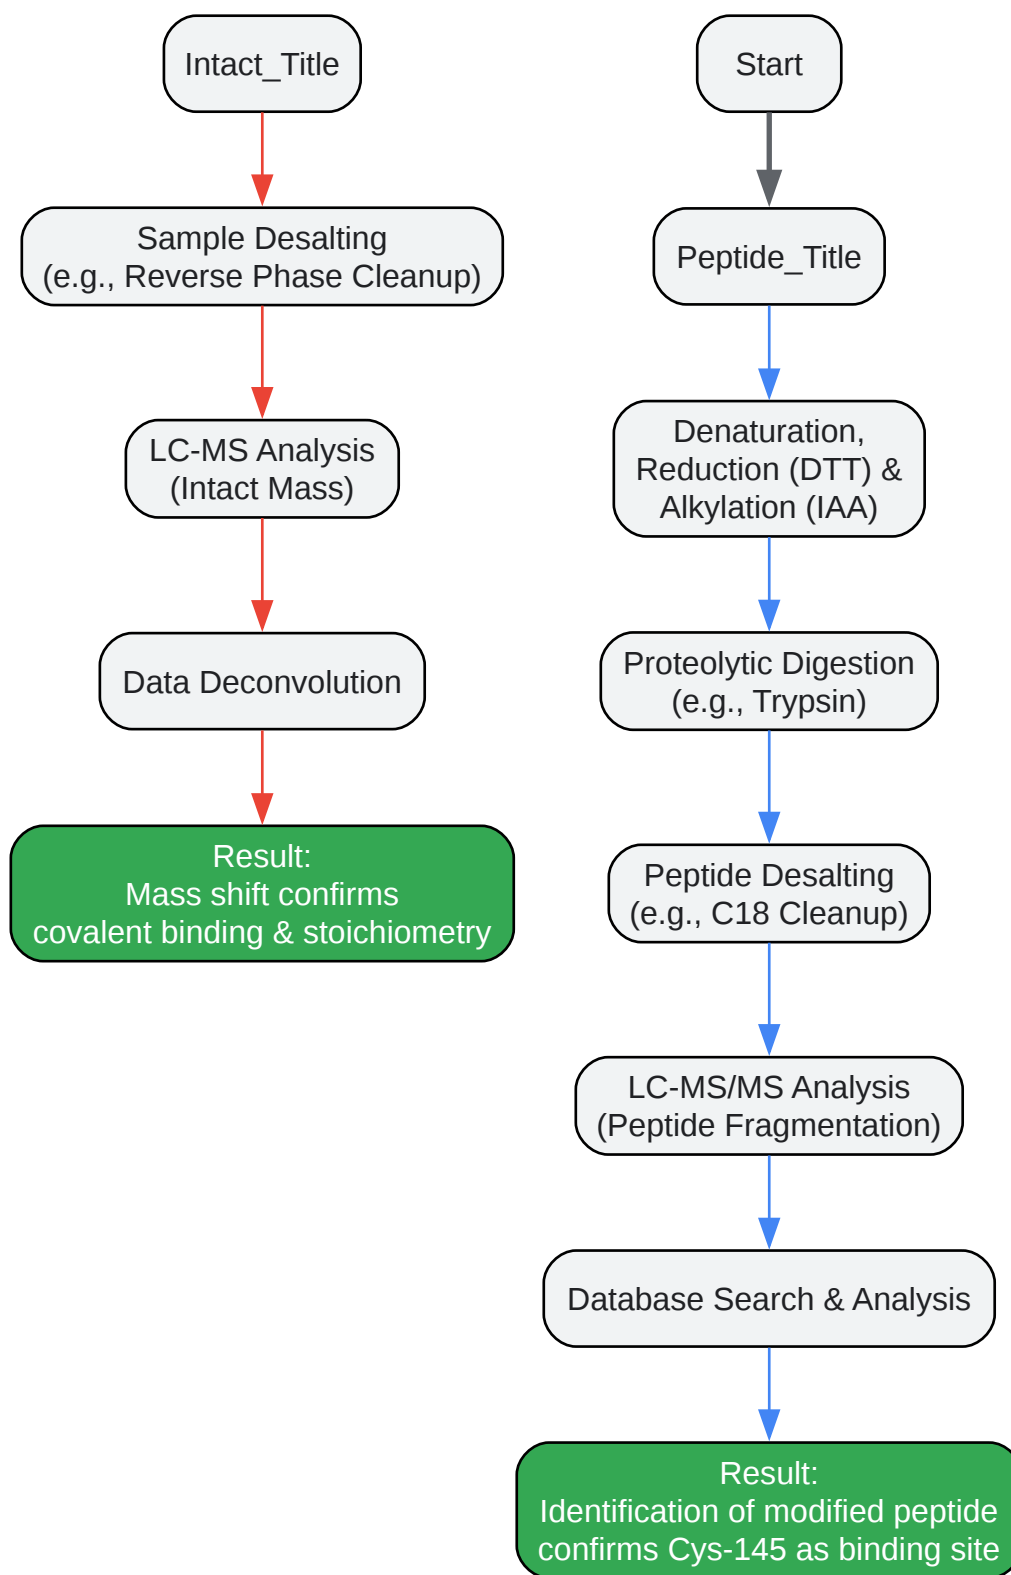 Intact_Title
Sample Desalting
(e.g., Reverse Phase Cleanup)
LC-MS Analysis
(Intact Mass)
Data Deconvolution
Result:
Mass shift confirms
covalent binding & stoichiometry
Start
Peptide_Title
Denaturation,
Reduction (DTT) &
Alkylation (IAA)
Proteolytic Digestion
(e.g., Trypsin)
Peptide Desalting
(e.g., C18 Cleanup)
LC-MS/MS Analysis
(Peptide Fragmentation)
Database Search & Analysis
Result:
Identification of modified peptide
confirms Cys-145 as binding site